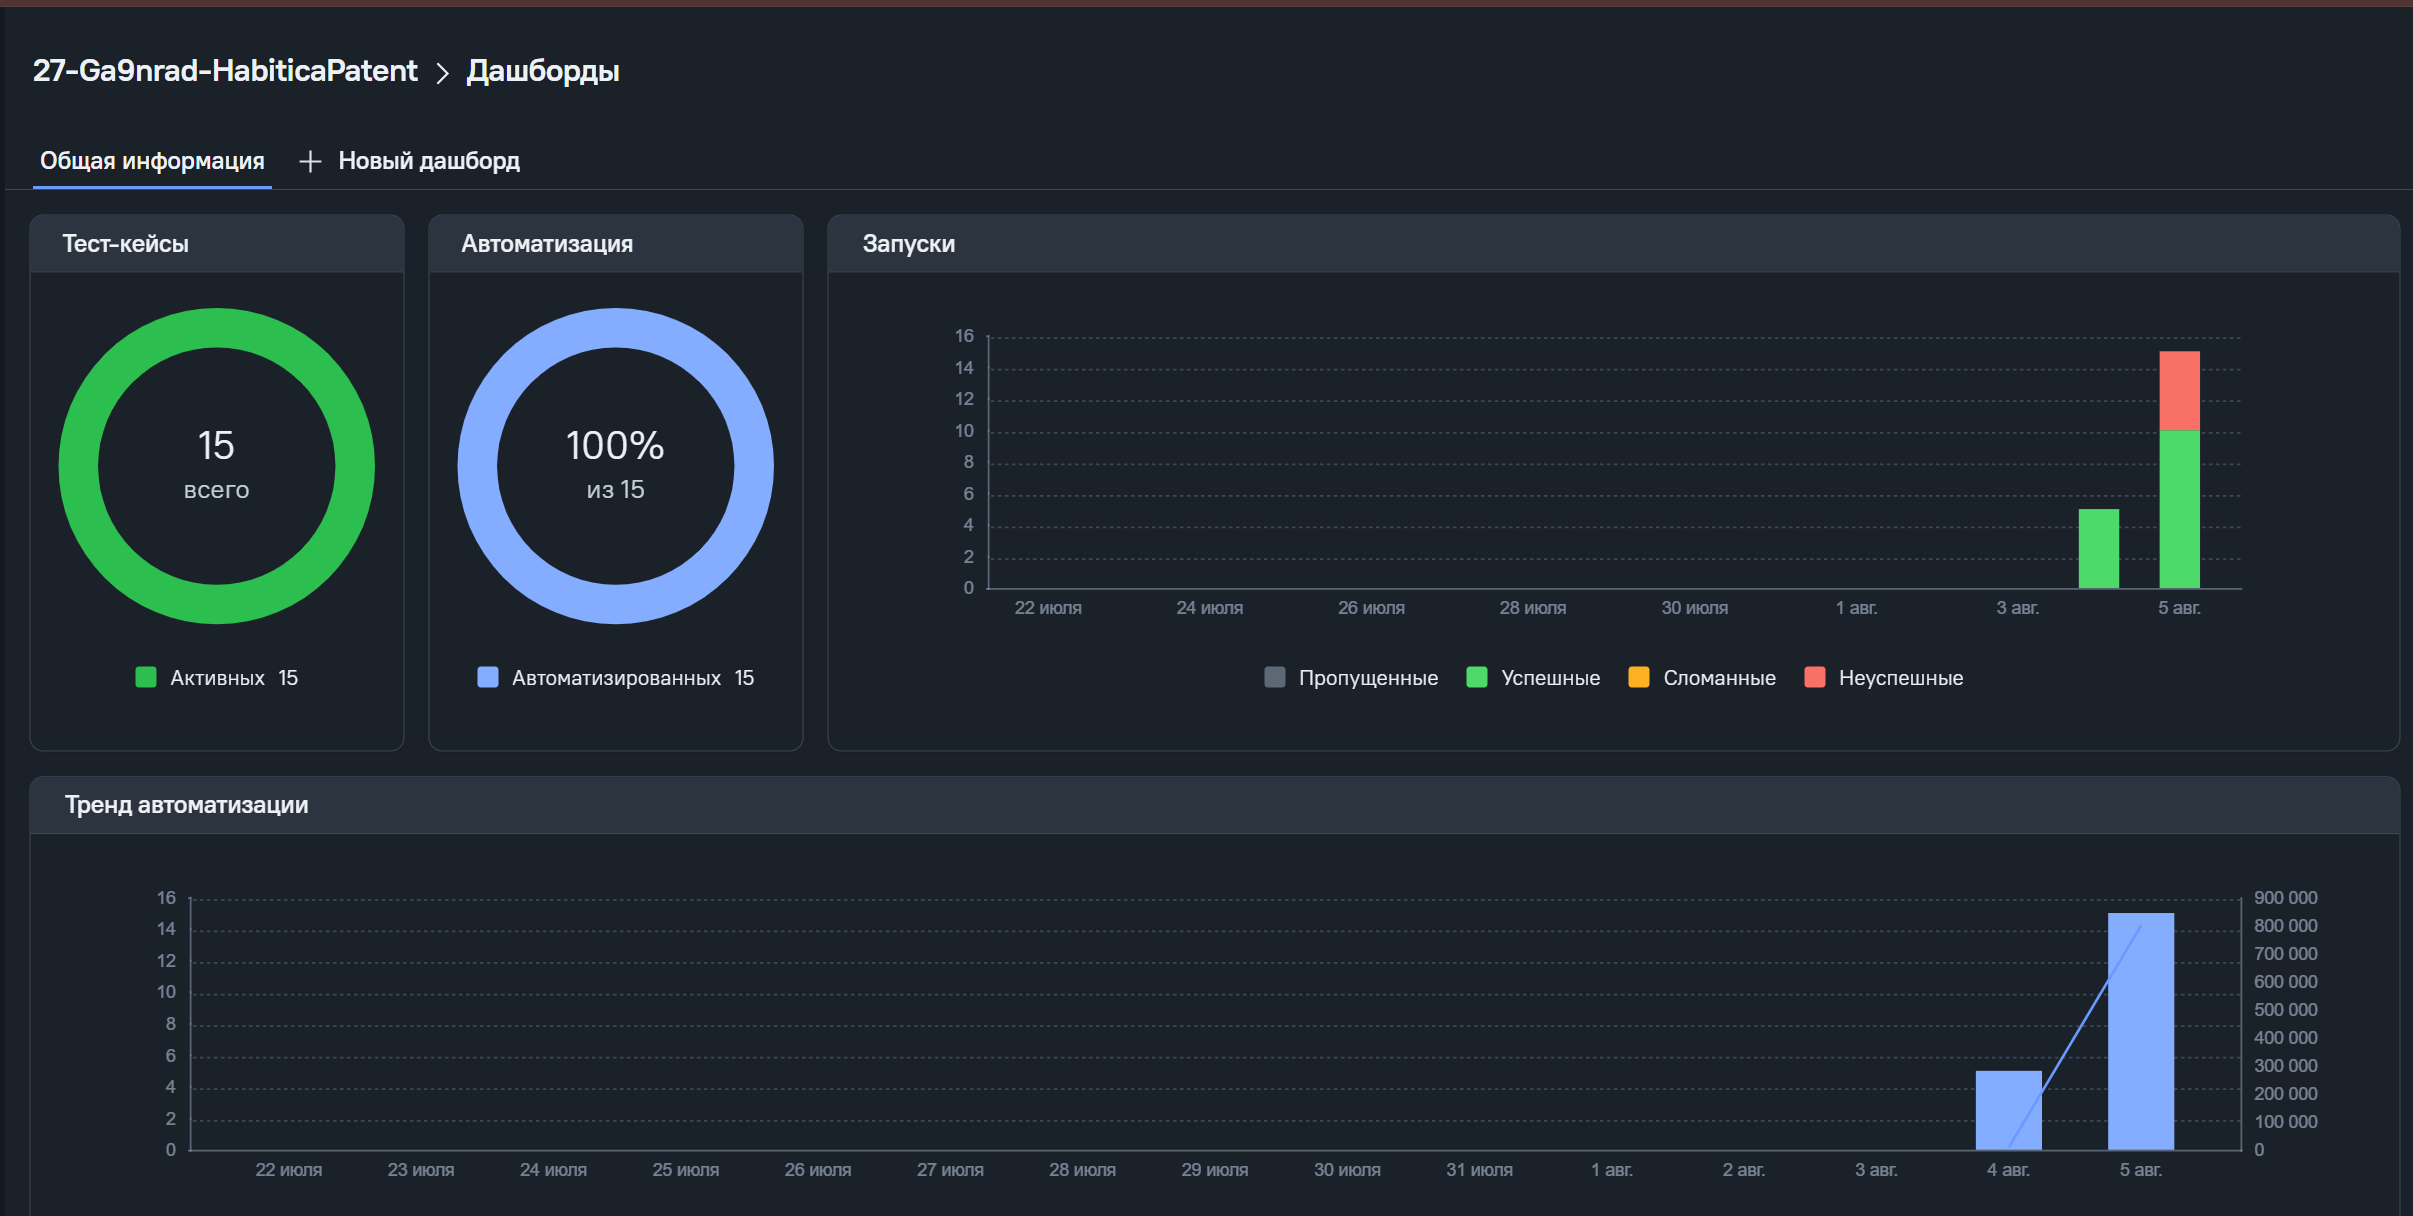 27-Ga9nrad-HabiticaPatent > Дашборды
Общая информация + Новый дашборд
Тест-кейсы
15
всего
Активных 15
Автоматизация
100%
из 15
Автоматизированных 15
Запуски
16
14
12
10
8
6
4
2
0
22 июля 24 июля 26 июля 28 июля 30 июля 1 авг. 3 авг. 5 авг.
Пропущенные Успешные Сломанные Неуспешные
Тренд автоматизации
16
14
12
10
8
6
4
2
0
900 000
800 000
700 000
600 000
500 000
400 000
300 000
200 000
100 000
0
22 июля 23 июля 24 июля 25 июля 26 июля 27 июля 28 июля 29 июля 30 июля 31 июля 1 авг. 2 авг. 3 авг. 4 авг. 5 авг.